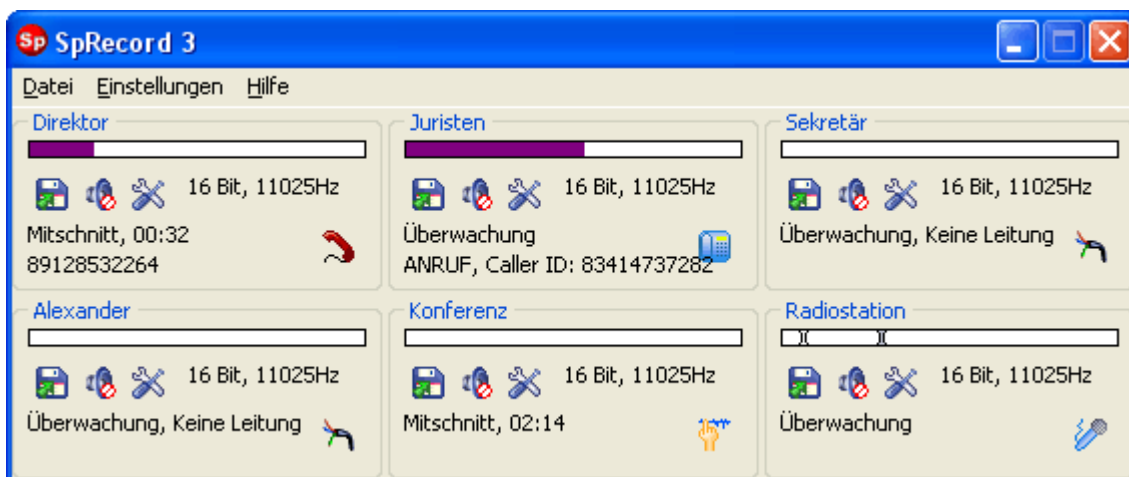 Sp SpRecord 3
Datei Einstellungen Hilfe
Direktor
16 Bit, 11025Hz
Mitschnitt, 00:32
89128532264
Juristen
16 Bit, 11025Hz
Überwachung
ANRUF, Caller ID: 83414737282
Sekretär
16 Bit, 11025Hz
Überwachung, Keine Leitung
Alexander
16 Bit, 11025Hz
Überwachung, Keine Leitung
Konferenz
16 Bit, 11025Hz
Mitschnitt, 02:14
Radiostation
16 Bit, 11025Hz
Überwachung